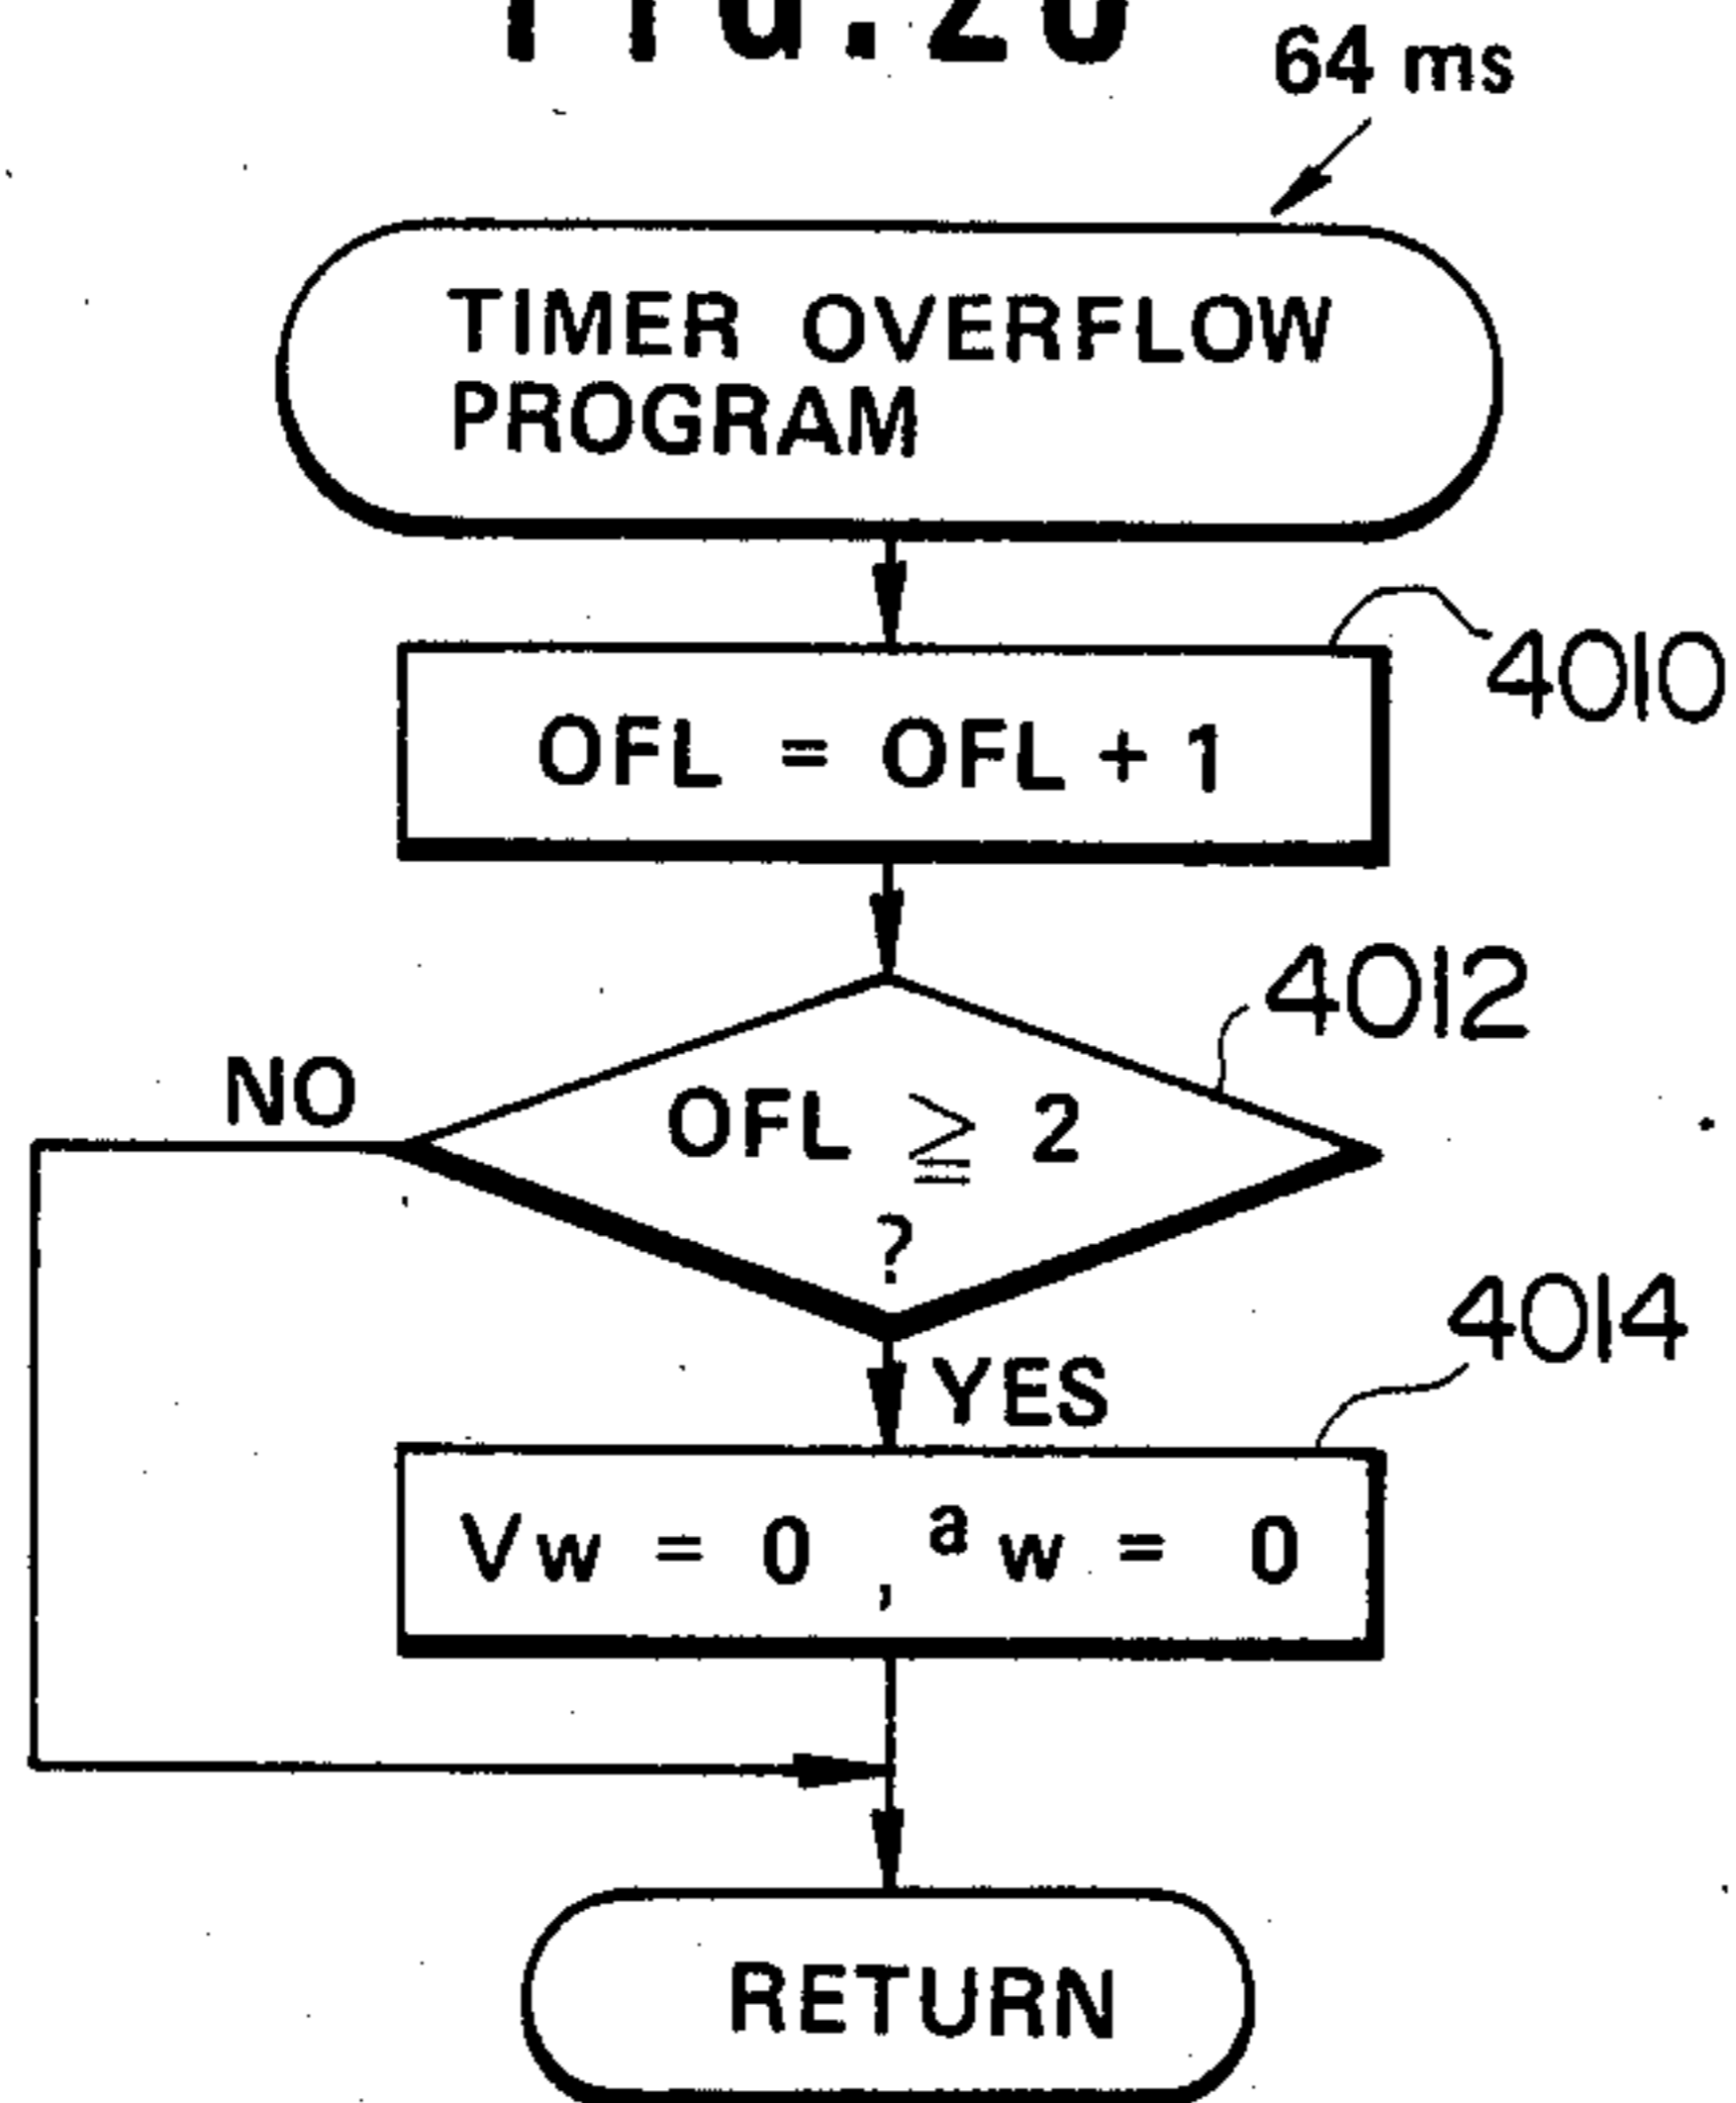 FIG.
64 ms
TIMER OVERFLOW
PROGRAM
4010
OFL = OFL + 1
4012
NO
OFL ≧ 2
?
4014
YES
Vw = 0 , aw = 0
RETURN